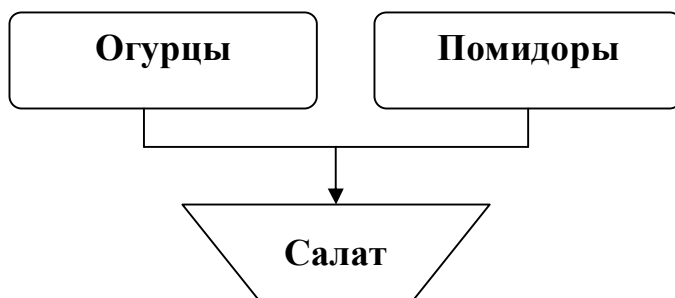 Огурцы
Помидоры
Салат